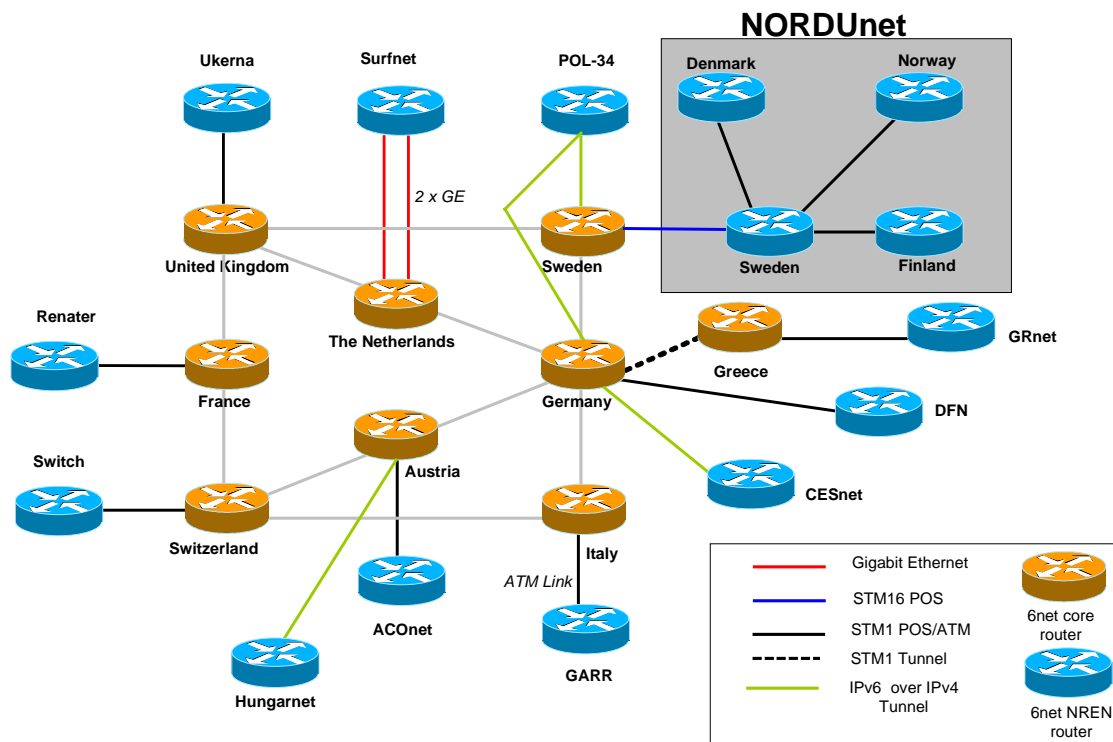 NORDUnet
Ukerna
Surfnet
POL-34
Denmark
Norway
2 x GE
United Kingdom
Sweden
Sweden
Finland
Renater
The Netherlands
Greece
GRnet
France
Germany
DFN
Switch
Austria
CESnet
Switzerland
Italy
ATM Link
ACOnet
GARR
Hungarnet
Gigabit Ethernet
STM16 POS
STM1 POS/ATM
STM1 Tunnel
IPv6 over IPv4
Tunnel
6net core
router
6net NREN
router